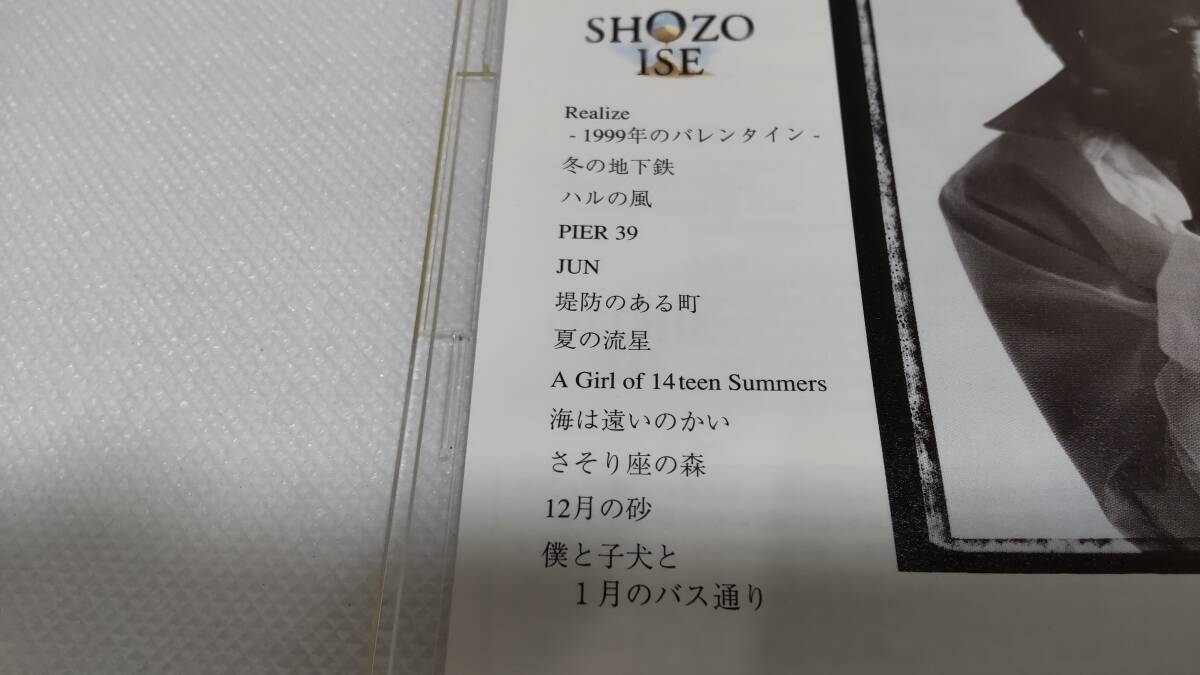 SHOZO
ISE
Realize
- 1999年のバレンタイン -
冬の地下鉄
ハルの風
PIER 39
JUN
堤防のある町
夏の流星
A Girl of 14teen Summers
海は遠いのかい
さそり座の森
12月の砂
僕と子犬と
１月のバス通り